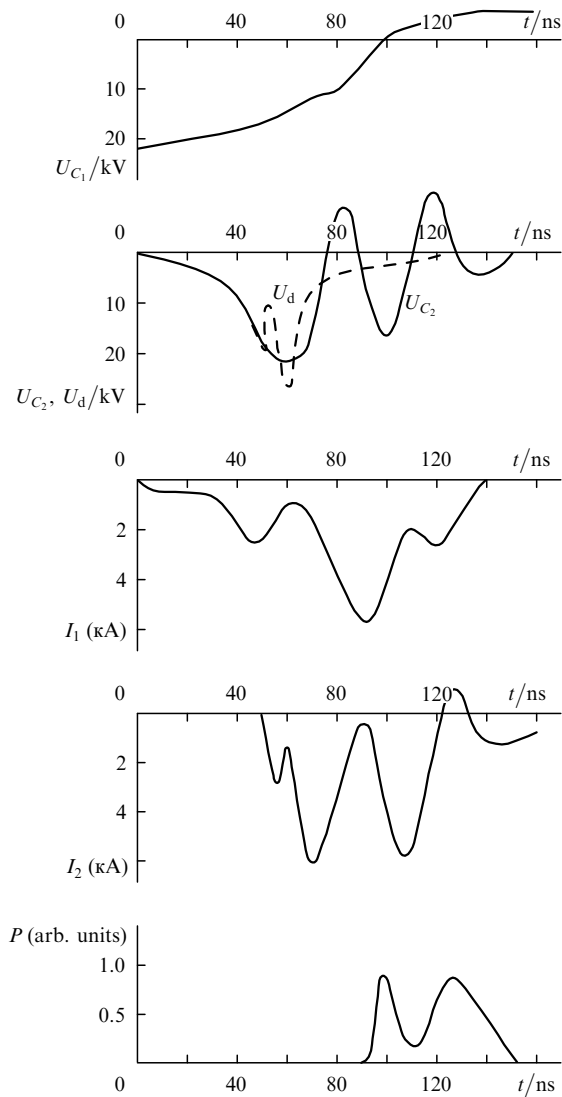 0 40 80 120 t/ns
10
20
U_{C_1}/kV
0 40 80 120 t/ns
10
U_d
U_{C_2}
20
U_{C_2}, U_d/kV
0 40 80 120 t/ns
2
4
I_1 (кА)
0 40 80 120 t/ns
2
4
I_2 (кА)
P (arb. units)
1.0
0.5
0 40 80 120 t/ns